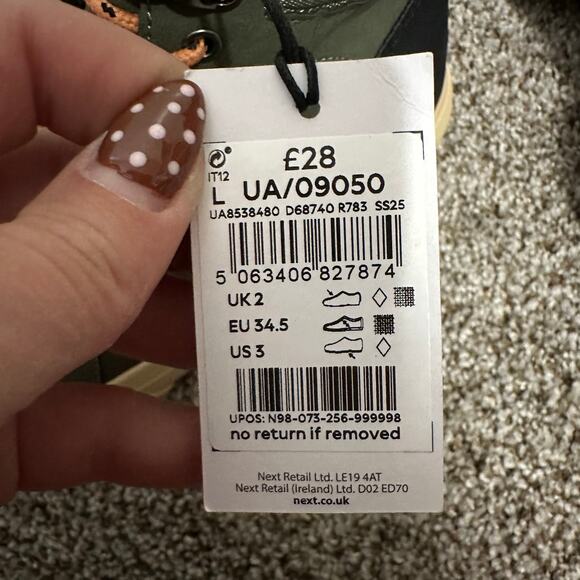 £28
IT12
L UA/09050
UA8538480 D68740 R783 SS25
5 063406 827874
UK 2
EU 34.5
US 3
UPOS: N98-073-256-999998
no return if removed
Next Retail Ltd. LE19 4AT
Next Retail (Ireland) Ltd. D02 ED70
next.co.uk